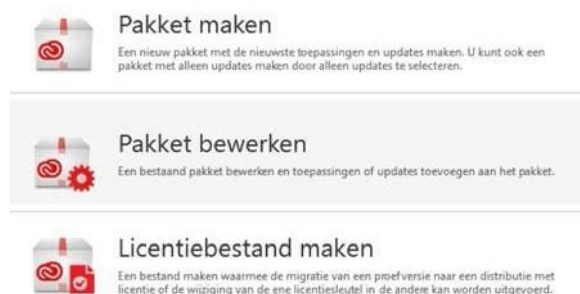 Pakket maken
Een nieuw pakket met de nieuwste toepassingen en updates maken. U kunt ook een
pakket met alleen updates maken door alleen updates te selecteren.
Pakket bewerken
Een bestaand pakket bewerken en toepassingen of updates toevoegen aan het pakket.
Licentiebestand maken
Een bestand maken waarmee de migratie van een proefversie naar een distributie met
licentie of de wijziging van de ene licentiesleutel in de andere kan worden uitgevoerd.